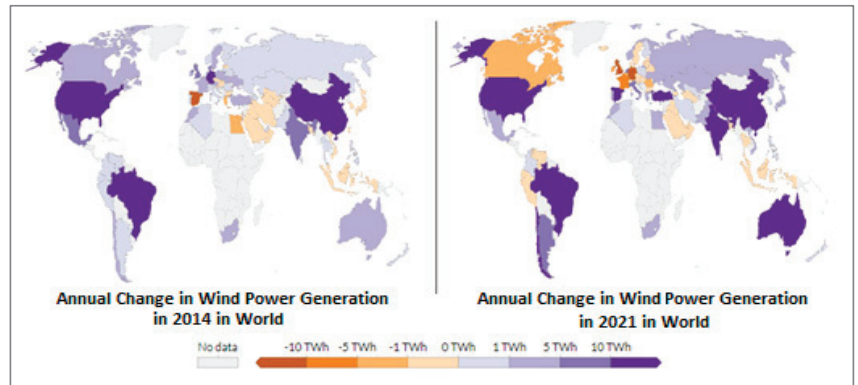 Annual Change in Wind Power Generation
in 2014 in World
Annual Change in Wind Power Generation
in 2021 in World
No data
-10 TWh -5 TWh -1 TWh 0 TWh 1 TWh 5 TWh 10 TWh